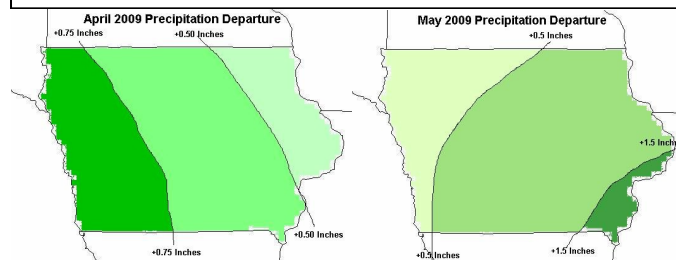 April 2009 Precipitation Departure
+0.75 Inches
+0.50 Inches
+0.75 Inches
+0.50 Inches
May 2009 Precipitation Departure
+0.5 Inches
+1.5 Inch
+0.5 Inches
+1.5 Inches